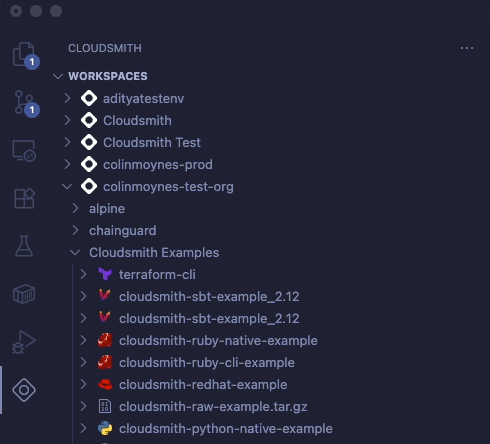 CLOUDSMITH
WORKSPACES
adityatestenv
Cloudsmith
Cloudsmith Test
colinmoynes-prod
colinmoynes-test-org
alpine
chainguard
Cloudsmith Examples
terraform-cli
cloudsmith-sbt-example_2.12
cloudsmith-sbt-example_2.12
cloudsmith-ruby-native-example
cloudsmith-ruby-cli-example
cloudsmith-redhat-example
cloudsmith-raw-example.tar.gz
cloudsmith-python-native-example
1
1